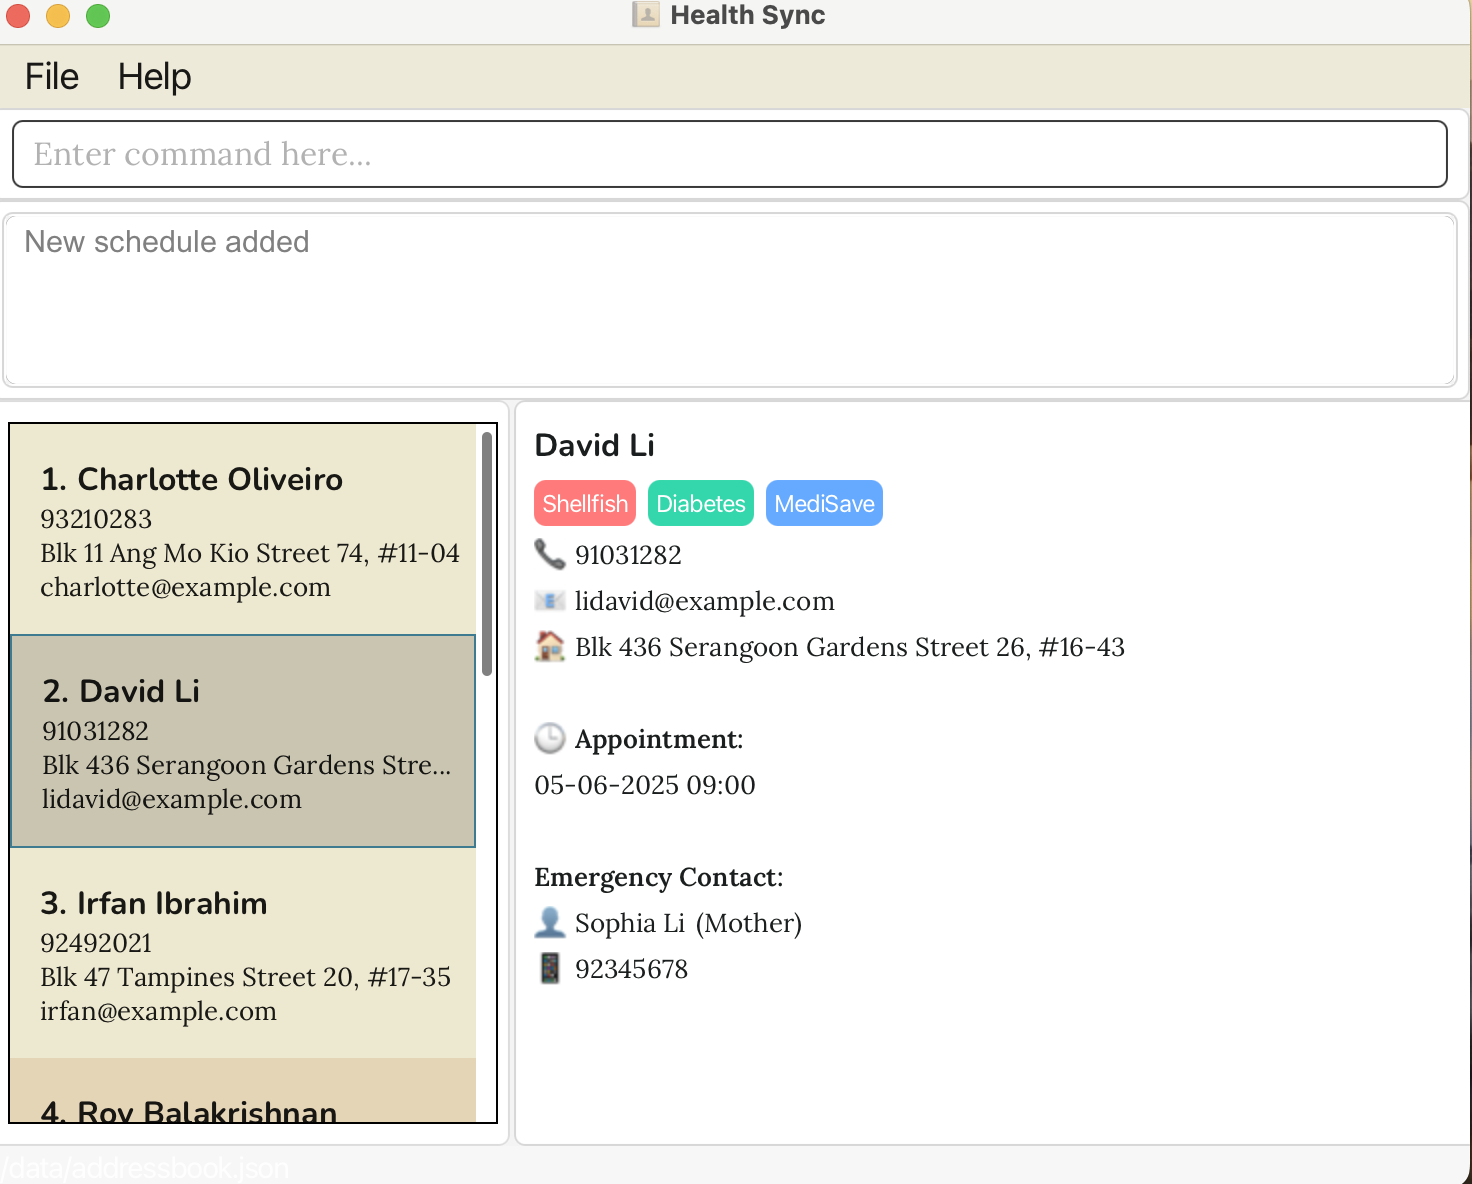 Health Sync
File Help
Enter command here...
New schedule added
1. Charlotte Oliveiro
93210283
Blk 11 Ang Mo Kio Street 74, #11-04
charlotte@example.com
2. David Li
91031282
Blk 436 Serangoon Gardens Stre...
lidavid@example.com
3. Irfan Ibrahim
92492021
Blk 47 Tampines Street 20, #17-35
irfan@example.com
4. Roy Balakrishnan
David Li
Shellfish Diabetes MediSave
91031282
lidavid@example.com
Blk 436 Serangoon Gardens Street 26, #16-43
Appointment:
05-06-2025 09:00
Emergency Contact:
Sophia Li (Mother)
92345678
/data/addressbook.json